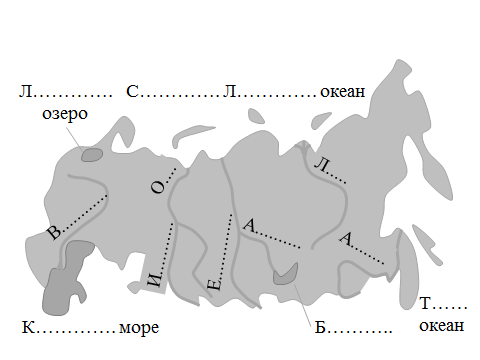 Л…………. С………….Л…………. океан
озеро
Л.......
О.......
В...........
А...........
А.........
И...........
Е...........
Т……
океан
К…………. море
Б………..